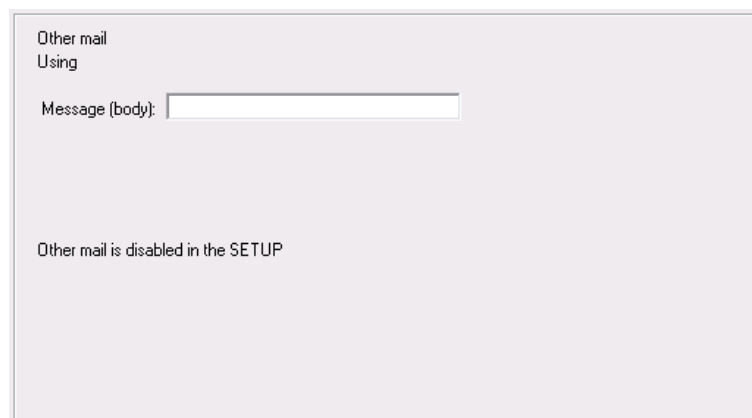 Other mail
Using
Message (body):
Other mail is disabled in the SETUP